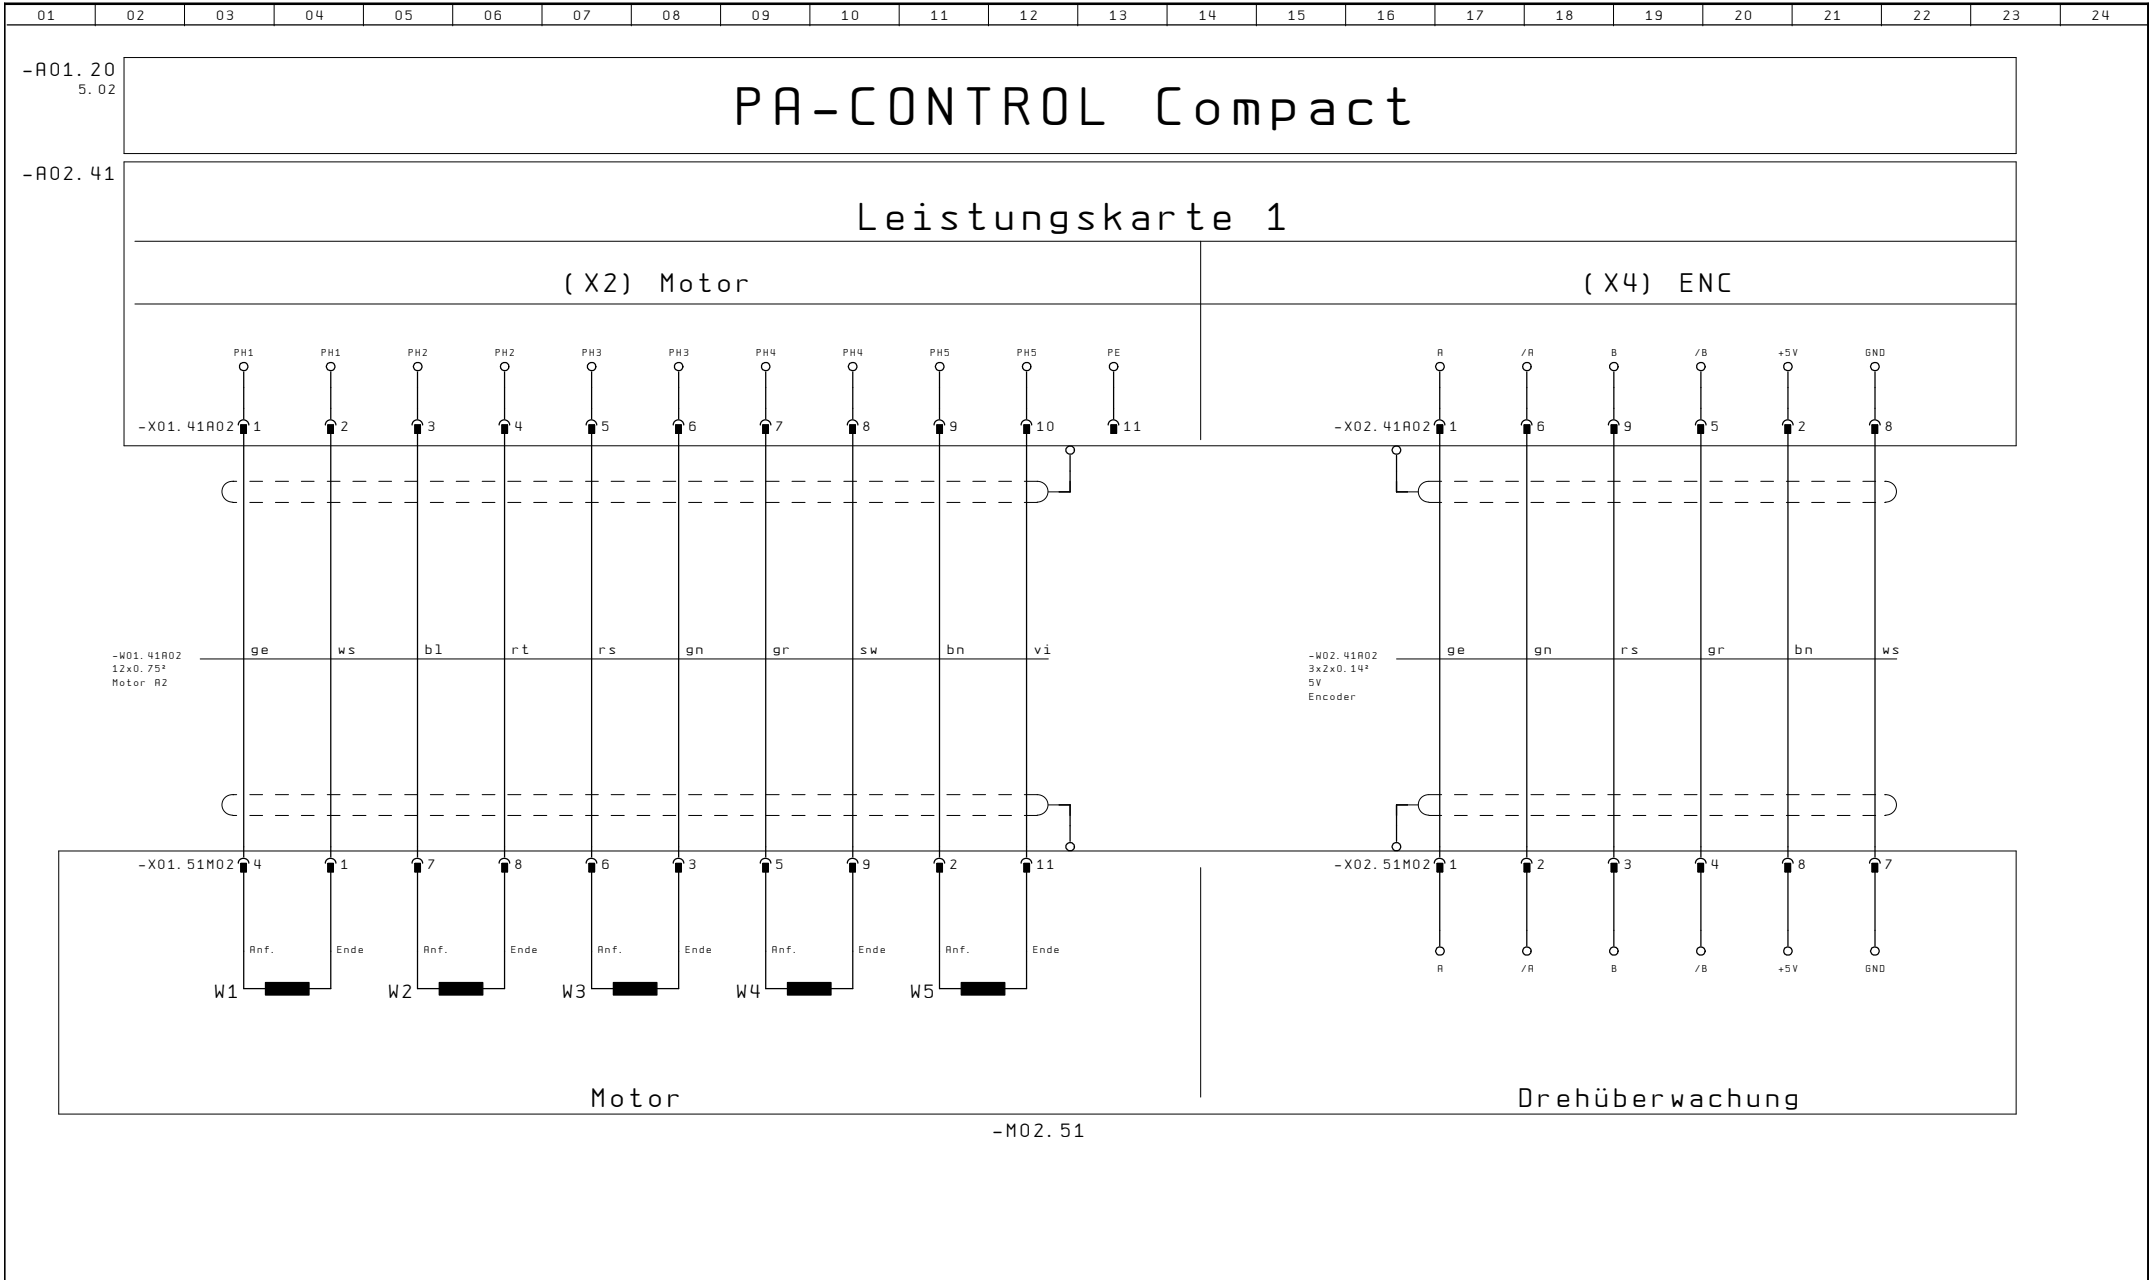 01 02 03 04 05 06 07 08 09 10 11 12 13 14 15 16 17 18 19 20 21 22 23 24
-A01.20
5.02
PA-CONTROL Compact
-A02.41
Leistungskarte 1
(X2) Motor (X4) ENC
PH1 PH1 PH2 PH2 PH3 PH3 PH4 PH4 PH5 PH5 PE A /A B /B +5V GND
-X01.41A02 1 2 3 4 5 6 7 8 9 10 11 -X02.41A02 1 6 9 5 2 8
ge ws bl rt rs gn gr sw bn vi ge gn rs gr bn ws
-W01.41A02
12x0.75²
Motor A2
-W02.41A02
3x2x0.14²
5V
Encoder
-X01.51M02 4 1 7 8 6 3 5 9 2 11 -X02.51M02 1 2 3 4 8 7
Anf. Ende Anf. Ende Anf. Ende Anf. Ende Anf. Ende
A /A B /B +5V GND
W1 W2 W3 W4 W5
Motor Drehüberwachung
-M02.51